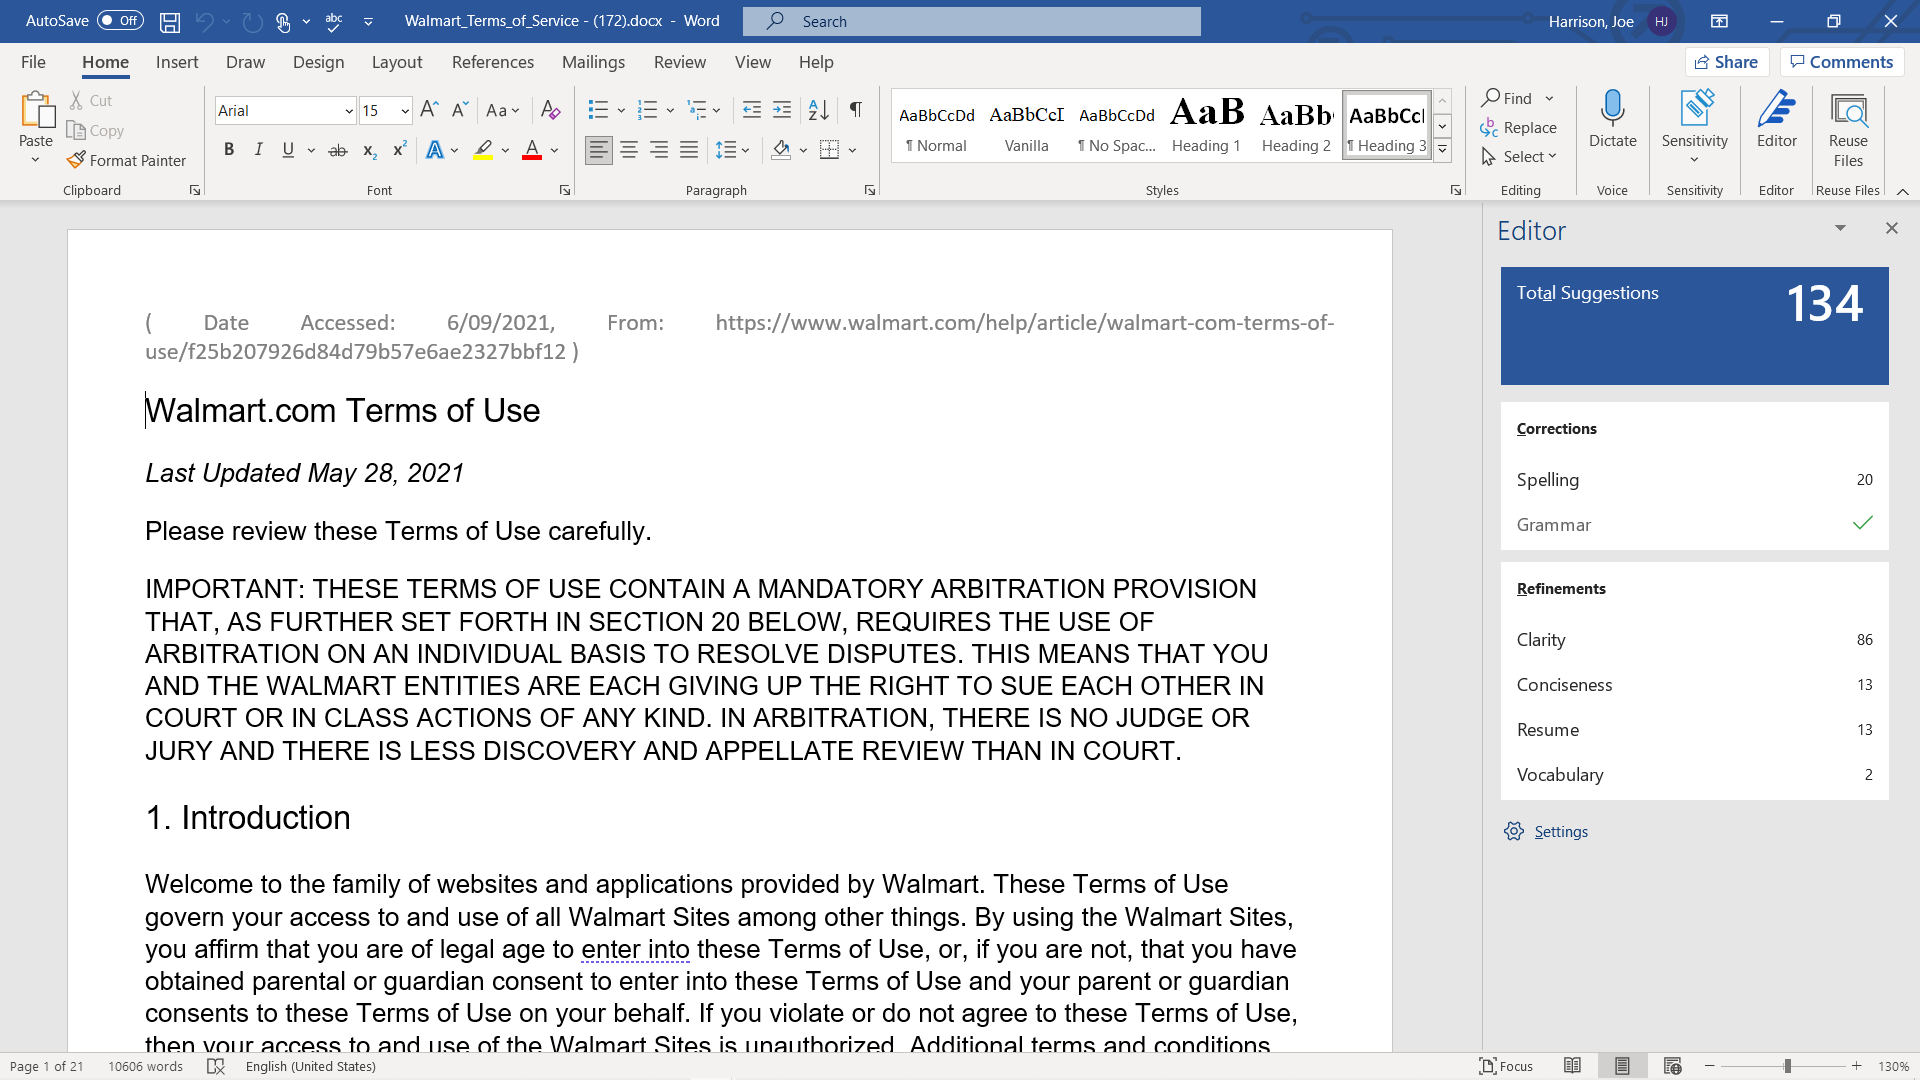 AutoSave Off abc Walmart_Terms_of_Service - (172).docx - Word Search Harrison, Joe HJ
File Home Insert Draw Design Layout References Mailings Review View Help Share Comments
Paste Cut Copy Format Painter Clipboard
Arial 15 Aa A B I U ab x₂ x² A A Font
Paragraph
AaBbCcDd ¶ Normal AaBbCcI Vanilla AaBbCcDd ¶ No Spac... AaB Heading 1 AaBb Heading 2 AaBbCc ¶ Heading 3 Styles
Find Replace Select Editing
Dictate Voice
Sensitivity Sensitivity
Editor Editor
Reuse Files Reuse Files
( Date Accessed: 6/09/2021, From: https://www.walmart.com/help/article/walmart-com-terms-of-
use/f25b207926d84d79b57e6ae2327bbf12 )
Walmart.com Terms of Use
Last Updated May 28, 2021
Please review these Terms of Use carefully.
IMPORTANT: THESE TERMS OF USE CONTAIN A MANDATORY ARBITRATION PROVISION
THAT, AS FURTHER SET FORTH IN SECTION 20 BELOW, REQUIRES THE USE OF
ARBITRATION ON AN INDIVIDUAL BASIS TO RESOLVE DISPUTES. THIS MEANS THAT YOU
AND THE WALMART ENTITIES ARE EACH GIVING UP THE RIGHT TO SUE EACH OTHER IN
COURT OR IN CLASS ACTIONS OF ANY KIND. IN ARBITRATION, THERE IS NO JUDGE OR
JURY AND THERE IS LESS DISCOVERY AND APPELLATE REVIEW THAN IN COURT.
1. Introduction
Welcome to the family of websites and applications provided by Walmart. These Terms of Use
govern your access to and use of all Walmart Sites among other things. By using the Walmart Sites,
you affirm that you are of legal age to enter into these Terms of Use, or, if you are not, that you have
obtained parental or guardian consent to enter into these Terms of Use and your parent or guardian
consents to these Terms of Use on your behalf. If you violate or do not agree to these Terms of Use,
then your access to and use of the Walmart Sites is unauthorized. Additional terms and conditions
Editor
Total Suggestions 134
Corrections
Spelling 20
Grammar
Refinements
Clarity 86
Conciseness 13
Resume 13
Vocabulary 2
Settings
Page 1 of 21 10606 words English (United States) Focus 130%